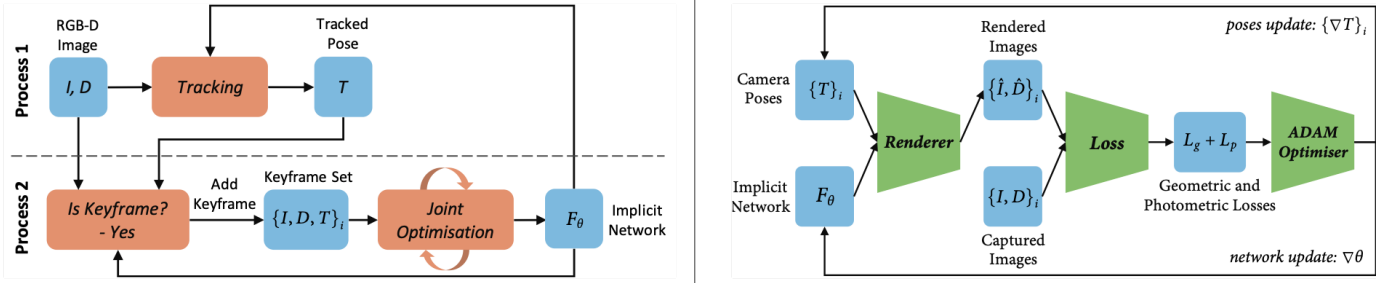 Process 1
RGB-D
Image
I, D
Tracking
Tracked
Pose
T
Process 2
Is Keyframe?
- Yes
Add
Keyframe
Keyframe Set
{I, D, T}ᵢ
Joint
Optimisation
F_θ
Implicit
Network
poses update: {∇T}ᵢ
Camera
Poses
{T}ᵢ
Renderer
Rendered
Images
{Î, D̂}ᵢ
Loss
L_g + L_p
ADAM
Optimiser
Implicit
Network
F_θ
{I, D}ᵢ
Captured
Images
Geometric and
Photometric Losses
network update: ∇θ